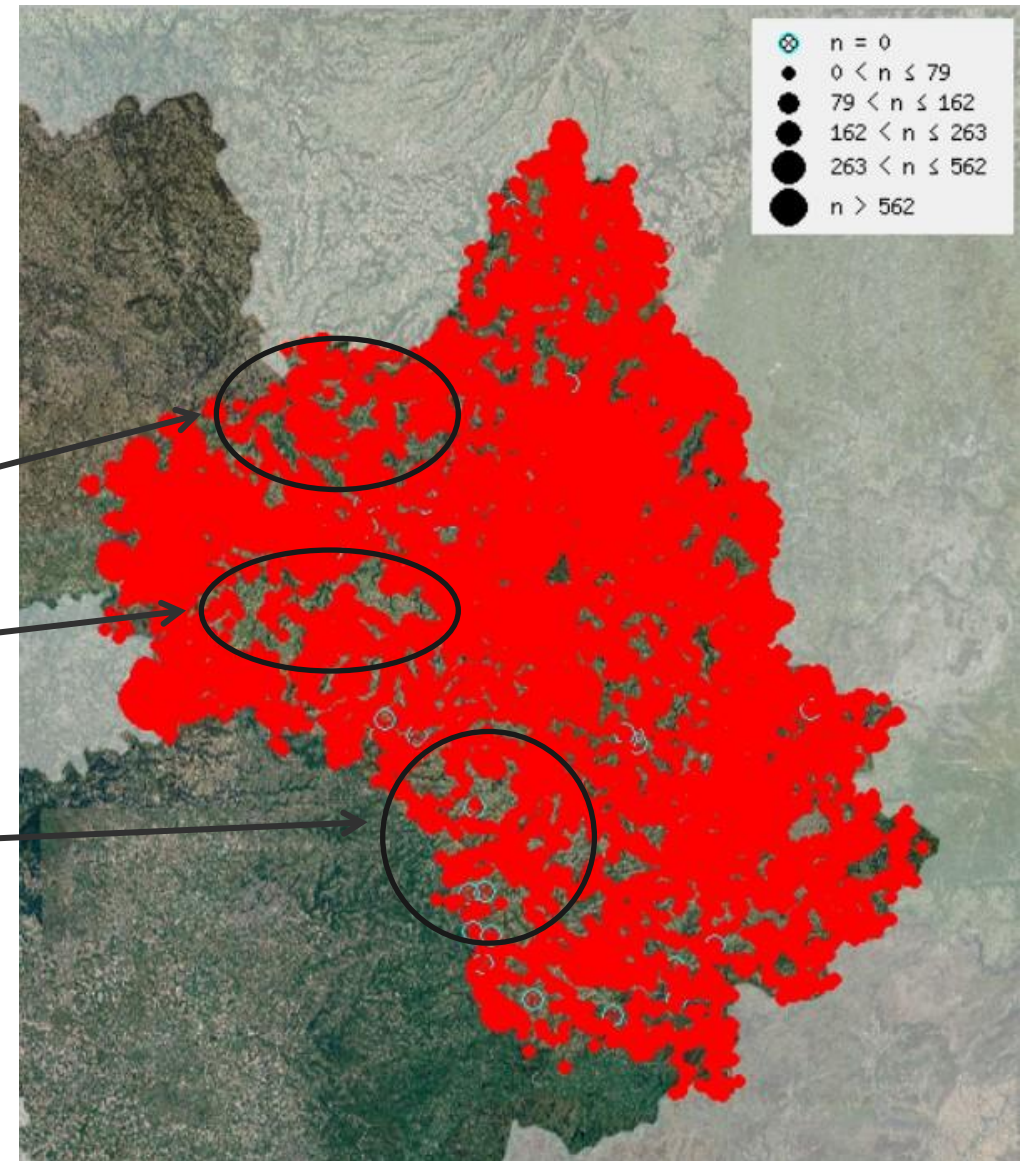 n = 0
0 < n ≤ 79
79 < n ≤ 162
162 < n ≤ 263
263 < n ≤ 562
n > 562